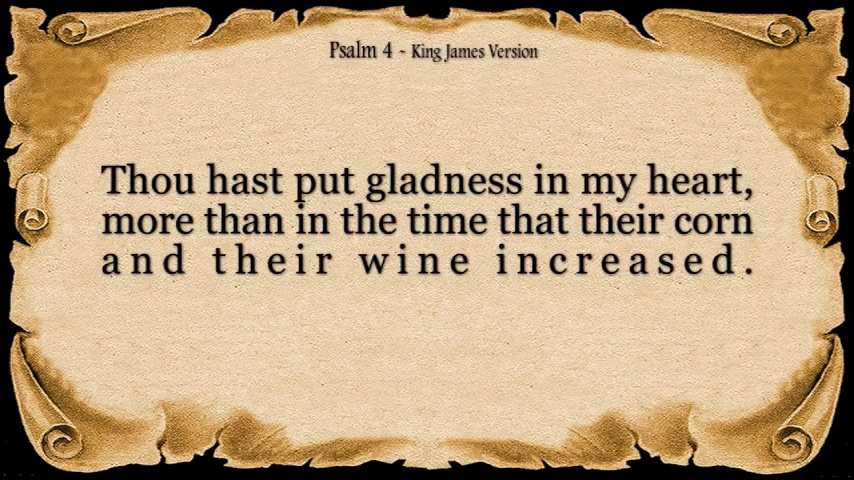 Psalm 4 - King James Version
Thou hast put gladness in my heart,
more than in the time that their corn
and their wine increased.